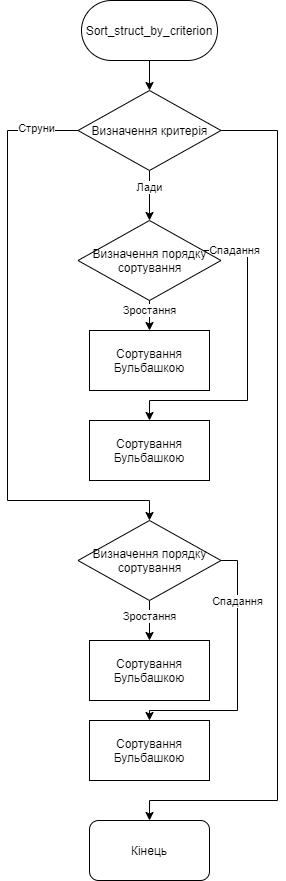 Sort_struct_by_criterion
Струни
Визначення критерія
Лади
Визначення порядку
сортування
Спадання
Зростання
Сортування
Бульбашкою
Сортування
Бульбашкою
Визначення порядку
сортування
Спадання
Зростання
Сортування
Бульбашкою
Сортування
Бульбашкою
Кінець